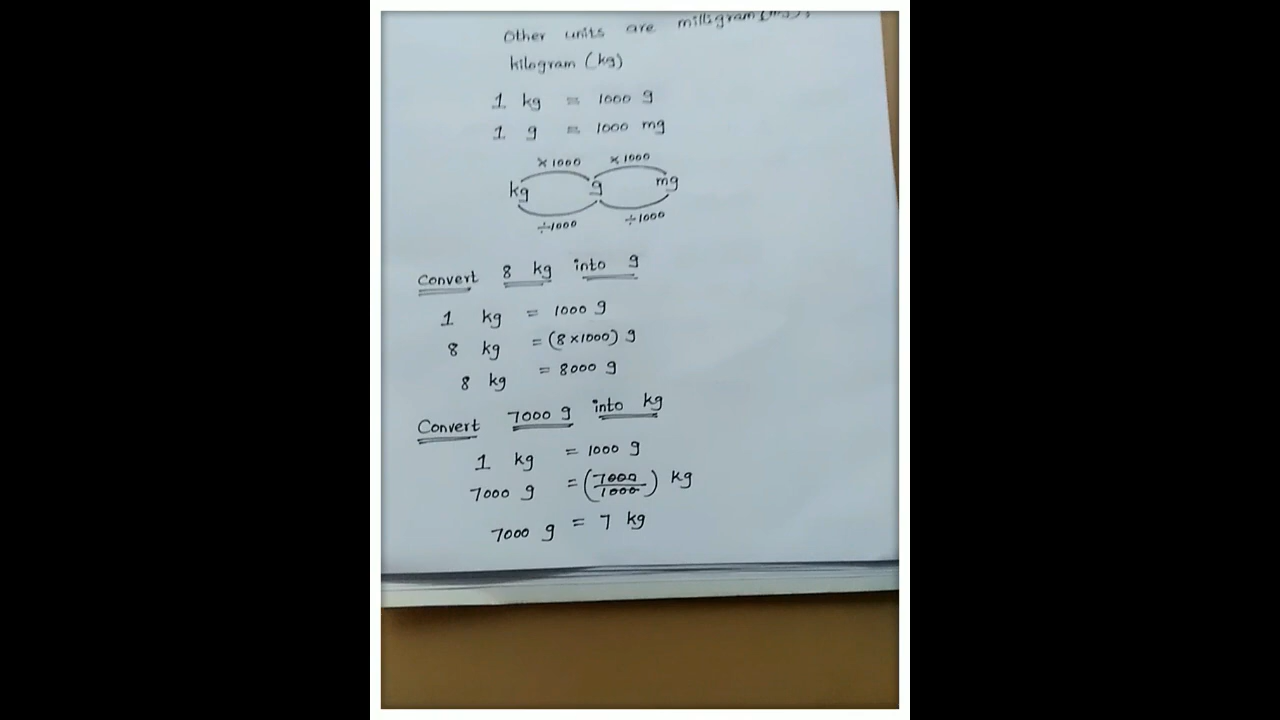 Other units are milligram (mg),
kilogram (kg)
1 kg = 1000 g
1 g = 1000 mg
×1000 ×1000
kg g mg
÷1000 ÷1000
Convert 8 kg into g
1 kg = 1000 g
8 kg = (8×1000) g
8 kg = 8000 g
Convert 7000 g into kg
1 kg = 1000 g
7000 g = (7000/1000) kg
7000 g = 7 kg